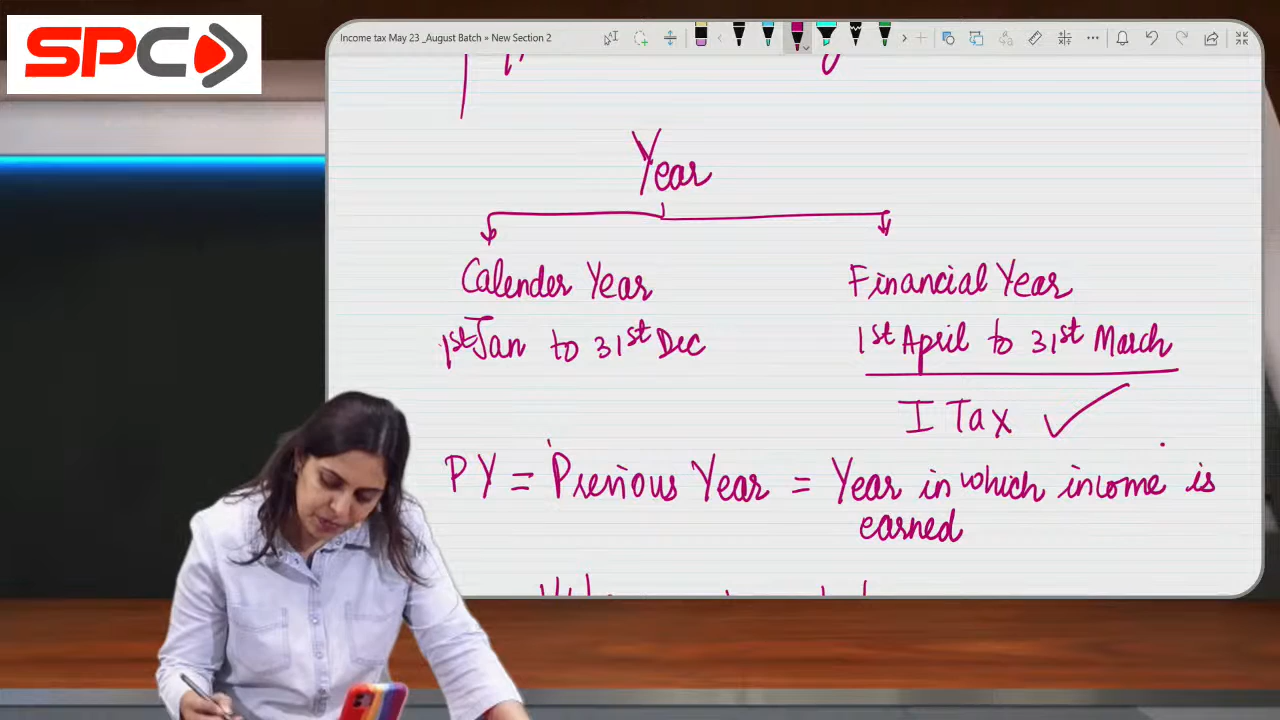 SPC
Income tax May 23 _August Batch » New Section 2
Year
Calender Year
Financial Year
1st Jan to 31st Dec
1st April to 31st March
I Tax
PY = Previous Year = Year in which income is
earned